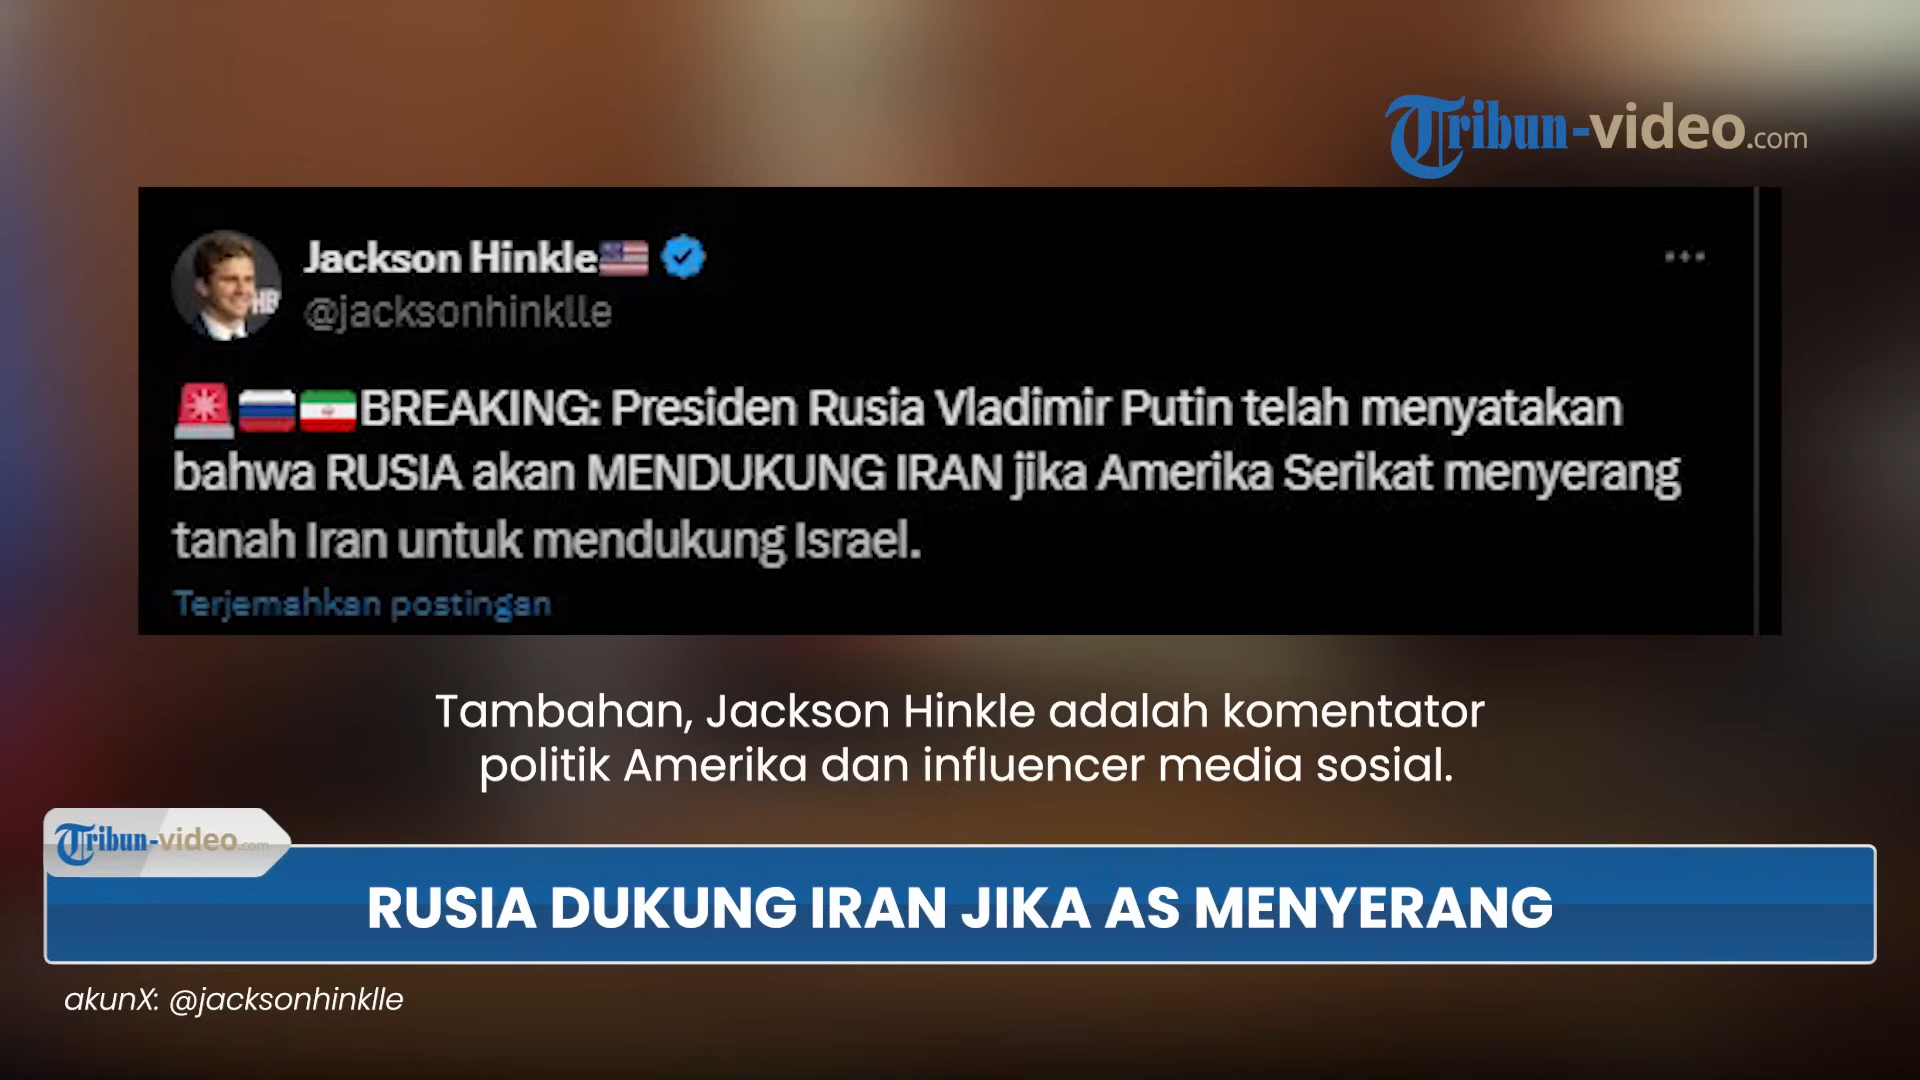 Tribun-video.com
Jackson Hinkle
@jacksonhinklle
BREAKING: Presiden Rusia Vladimir Putin telah menyatakan
bahwa RUSIA akan MENDUKUNG IRAN jika Amerika Serikat menyerang
tanah Iran untuk mendukung Israel.
Terjemahkan postingan
Tambahan, Jackson Hinkle adalah komentator
politik Amerika dan influencer media sosial.
Tribun-video.com
RUSIA DUKUNG IRAN JIKA AS MENYERANG
akunX: @jacksonhinklle